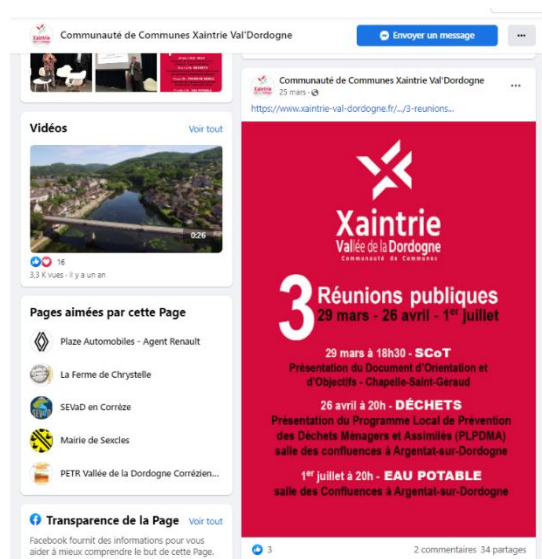 Communauté de Communes Xaintrie Val'Dordogne
Envoyer un message
Vidéos
Voir tout
0:26
16
3,3 K vues · il y a un an
Pages aimées par cette Page
Plaze Automobiles - Agent Renault
La Ferme de Chrystelle
SEVaD en Corrèze
Mairie de Sexcles
PETR Vallée de la Dordogne Corrézien...
Transparence de la Page
Voir tout
Facebook fournit des informations pour vous
aider à mieux comprendre le but de cette Page.
Communauté de Communes Xaintrie Val'Dordogne
25 mars ·
https://www.xaintrie-val-dordogne.fr/.../3-reunions...
Xaintrie
Vallée de la Dordogne
Communauté de Communes
3 Réunions publiques
29 mars - 26 avril - 1er juillet
29 mars à 18h30 - SCoT
Présentation du Document d'Orientation et
d'Objectifs - Chapelle-Saint-Géraud
26 avril à 20h - DÉCHETS
Présentation du Programme Local de Prévention
des Déchets Ménagers et Assimilés (PLPDMA)
salle des confluences à Argentat-sur-Dordogne
1er juillet à 20h - EAU POTABLE
salle des Confluences à Argentat-sur-Dordogne
3
2 commentaires 34 partages